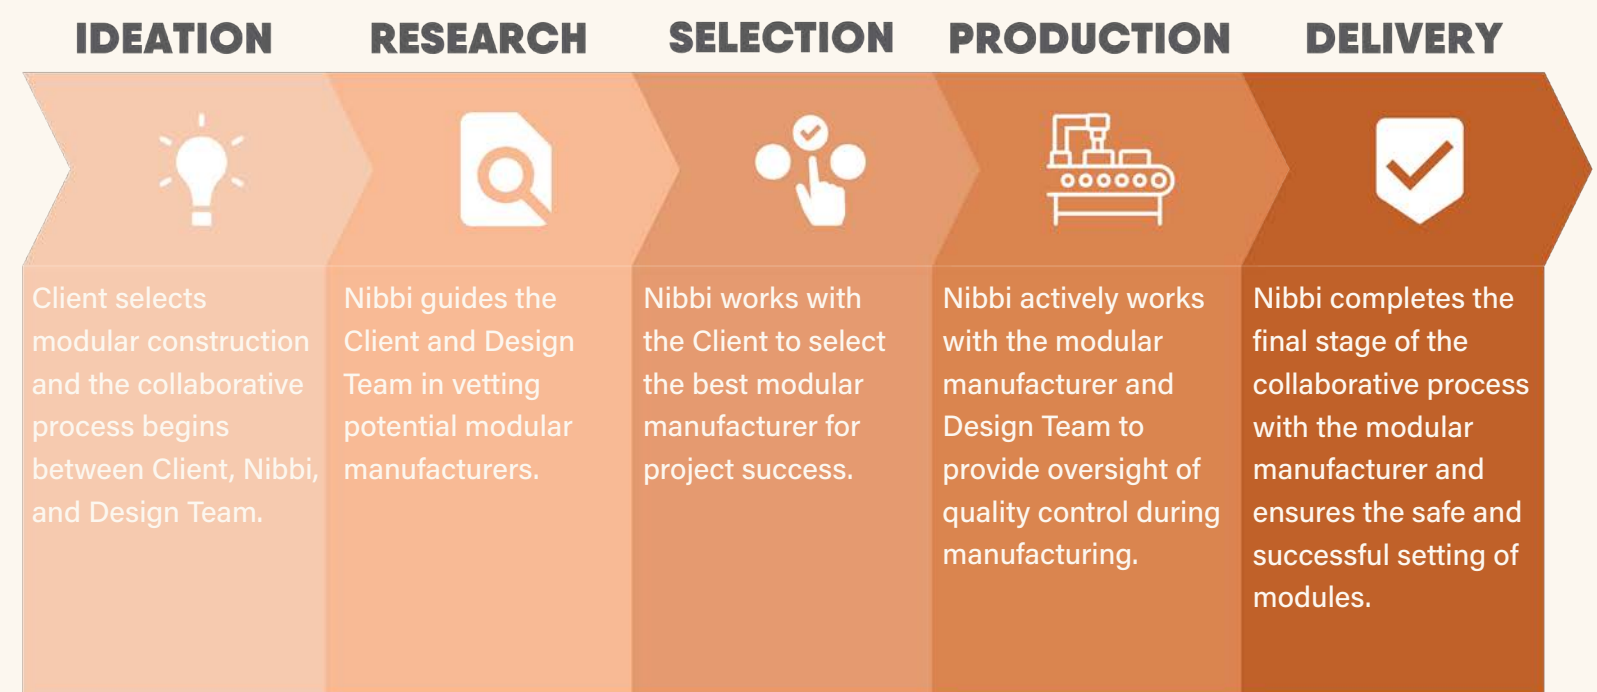 IDEATION
RESEARCH
SELECTION
PRODUCTION
DELIVERY
Client selects
modular construction
and the collaborative
process begins
between Client, Nibbi,
and Design Team.
Nibbi guides the
Client and Design
Team in vetting
potential modular
manufacturers.
Nibbi works with
the Client to select
the best modular
manufacturer for
project success.
Nibbi actively works
with the modular
manufacturer and
Design Team to
provide oversight of
quality control during
manufacturing.
Nibbi completes the
final stage of the
collaborative process
with the modular
manufacturer and
ensures the safe and
successful setting of
modules.